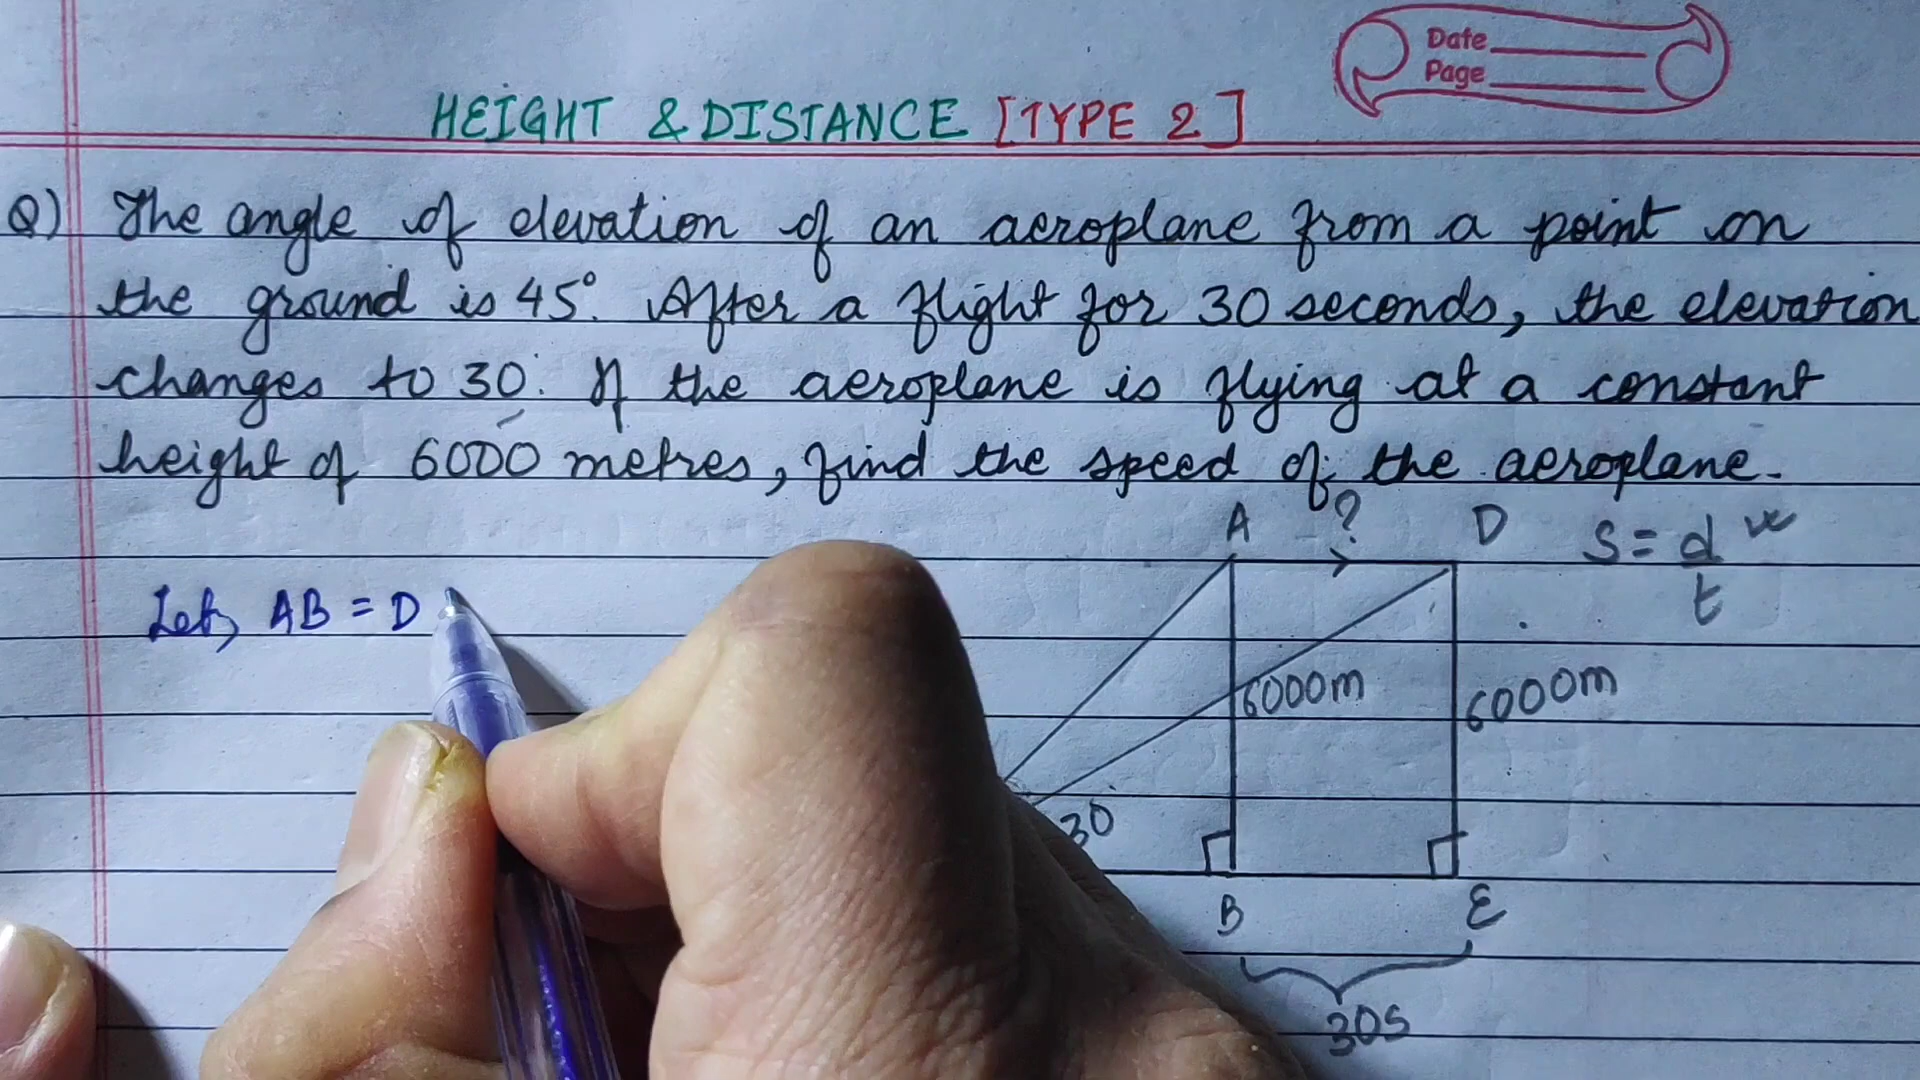 Date
Page
HEIGHT & DISTANCE [TYPE 2]
Q) The angle of elevation of an aeroplane from a point on
the ground is 45°. After a flight for 30 seconds, the elevation
changes to 30°. If the aeroplane is flying at a constant
height of 6000 metres, find the speed of the aeroplane.
A ? D S = d/t
Let, AB = D
6000m 6000m
30
B E
30s